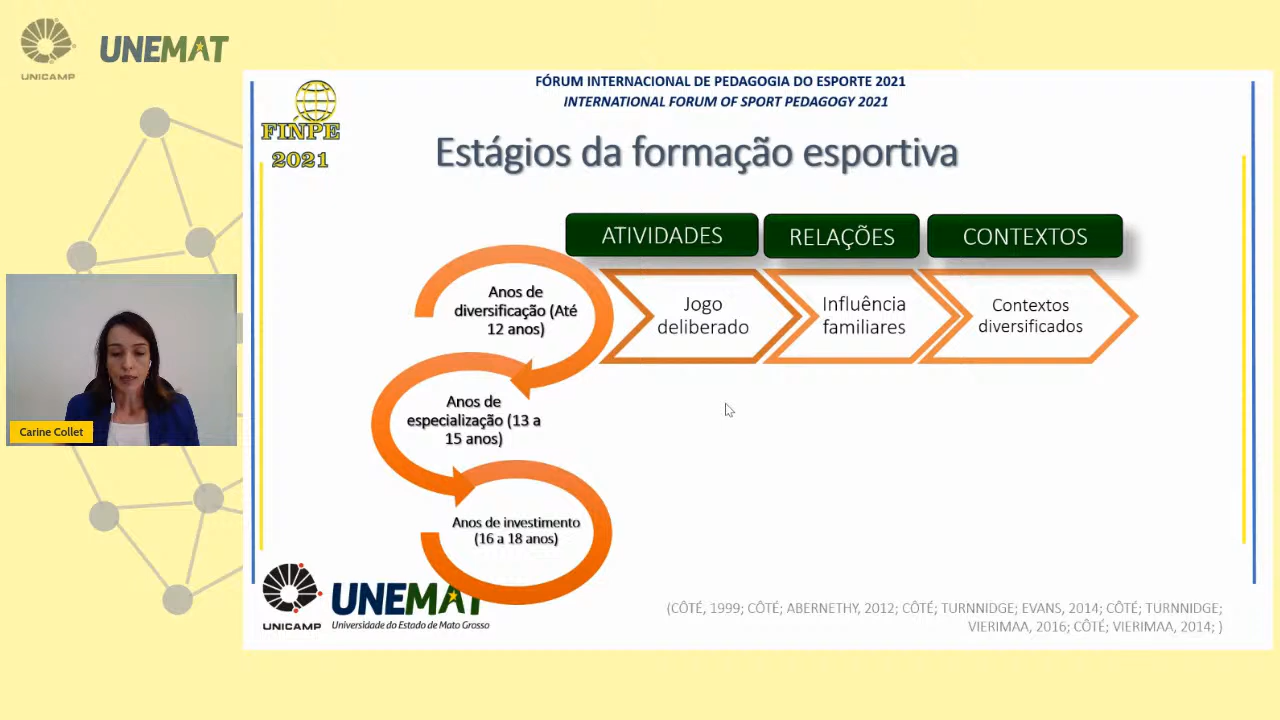 UNICAMP
UNEMAT
FÓRUM INTERNACIONAL DE PEDAGOGIA DO ESPORTE 2021
INTERNATIONAL FORUM OF SPORT PEDAGOGY 2021
FINPE
2021
Estágios da formação esportiva
ATIVIDADES
RELAÇÕES
CONTEXTOS
Anos de
diversificação (Até
12 anos)
Jogo
deliberado
Influência
familiares
Contextos
diversificados
Anos de
especialização (13 a
15 anos)
Carine Collet
Anos de investimento
(16 a 18 anos)
UNICAMP
UNEMAT
Universidade do Estado de Mato Grosso
(CÔTÉ, 1999; CÔTÉ; ABERNETHY, 2012; CÔTÉ; TURNNIDGE; EVANS, 2014; CÔTÉ; TURNNIDGE;
VIERIMAA, 2016; CÔTÉ; VIERIMAA, 2014; )